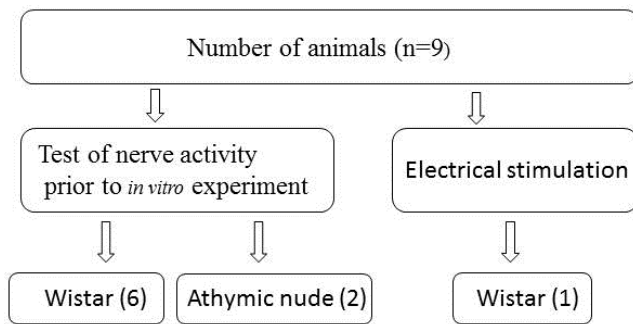 Number of animals (n=9)
Test of nerve activity
prior to in vitro experiment
Electrical stimulation
Wistar (6)
Athymic nude (2)
Wistar (1)